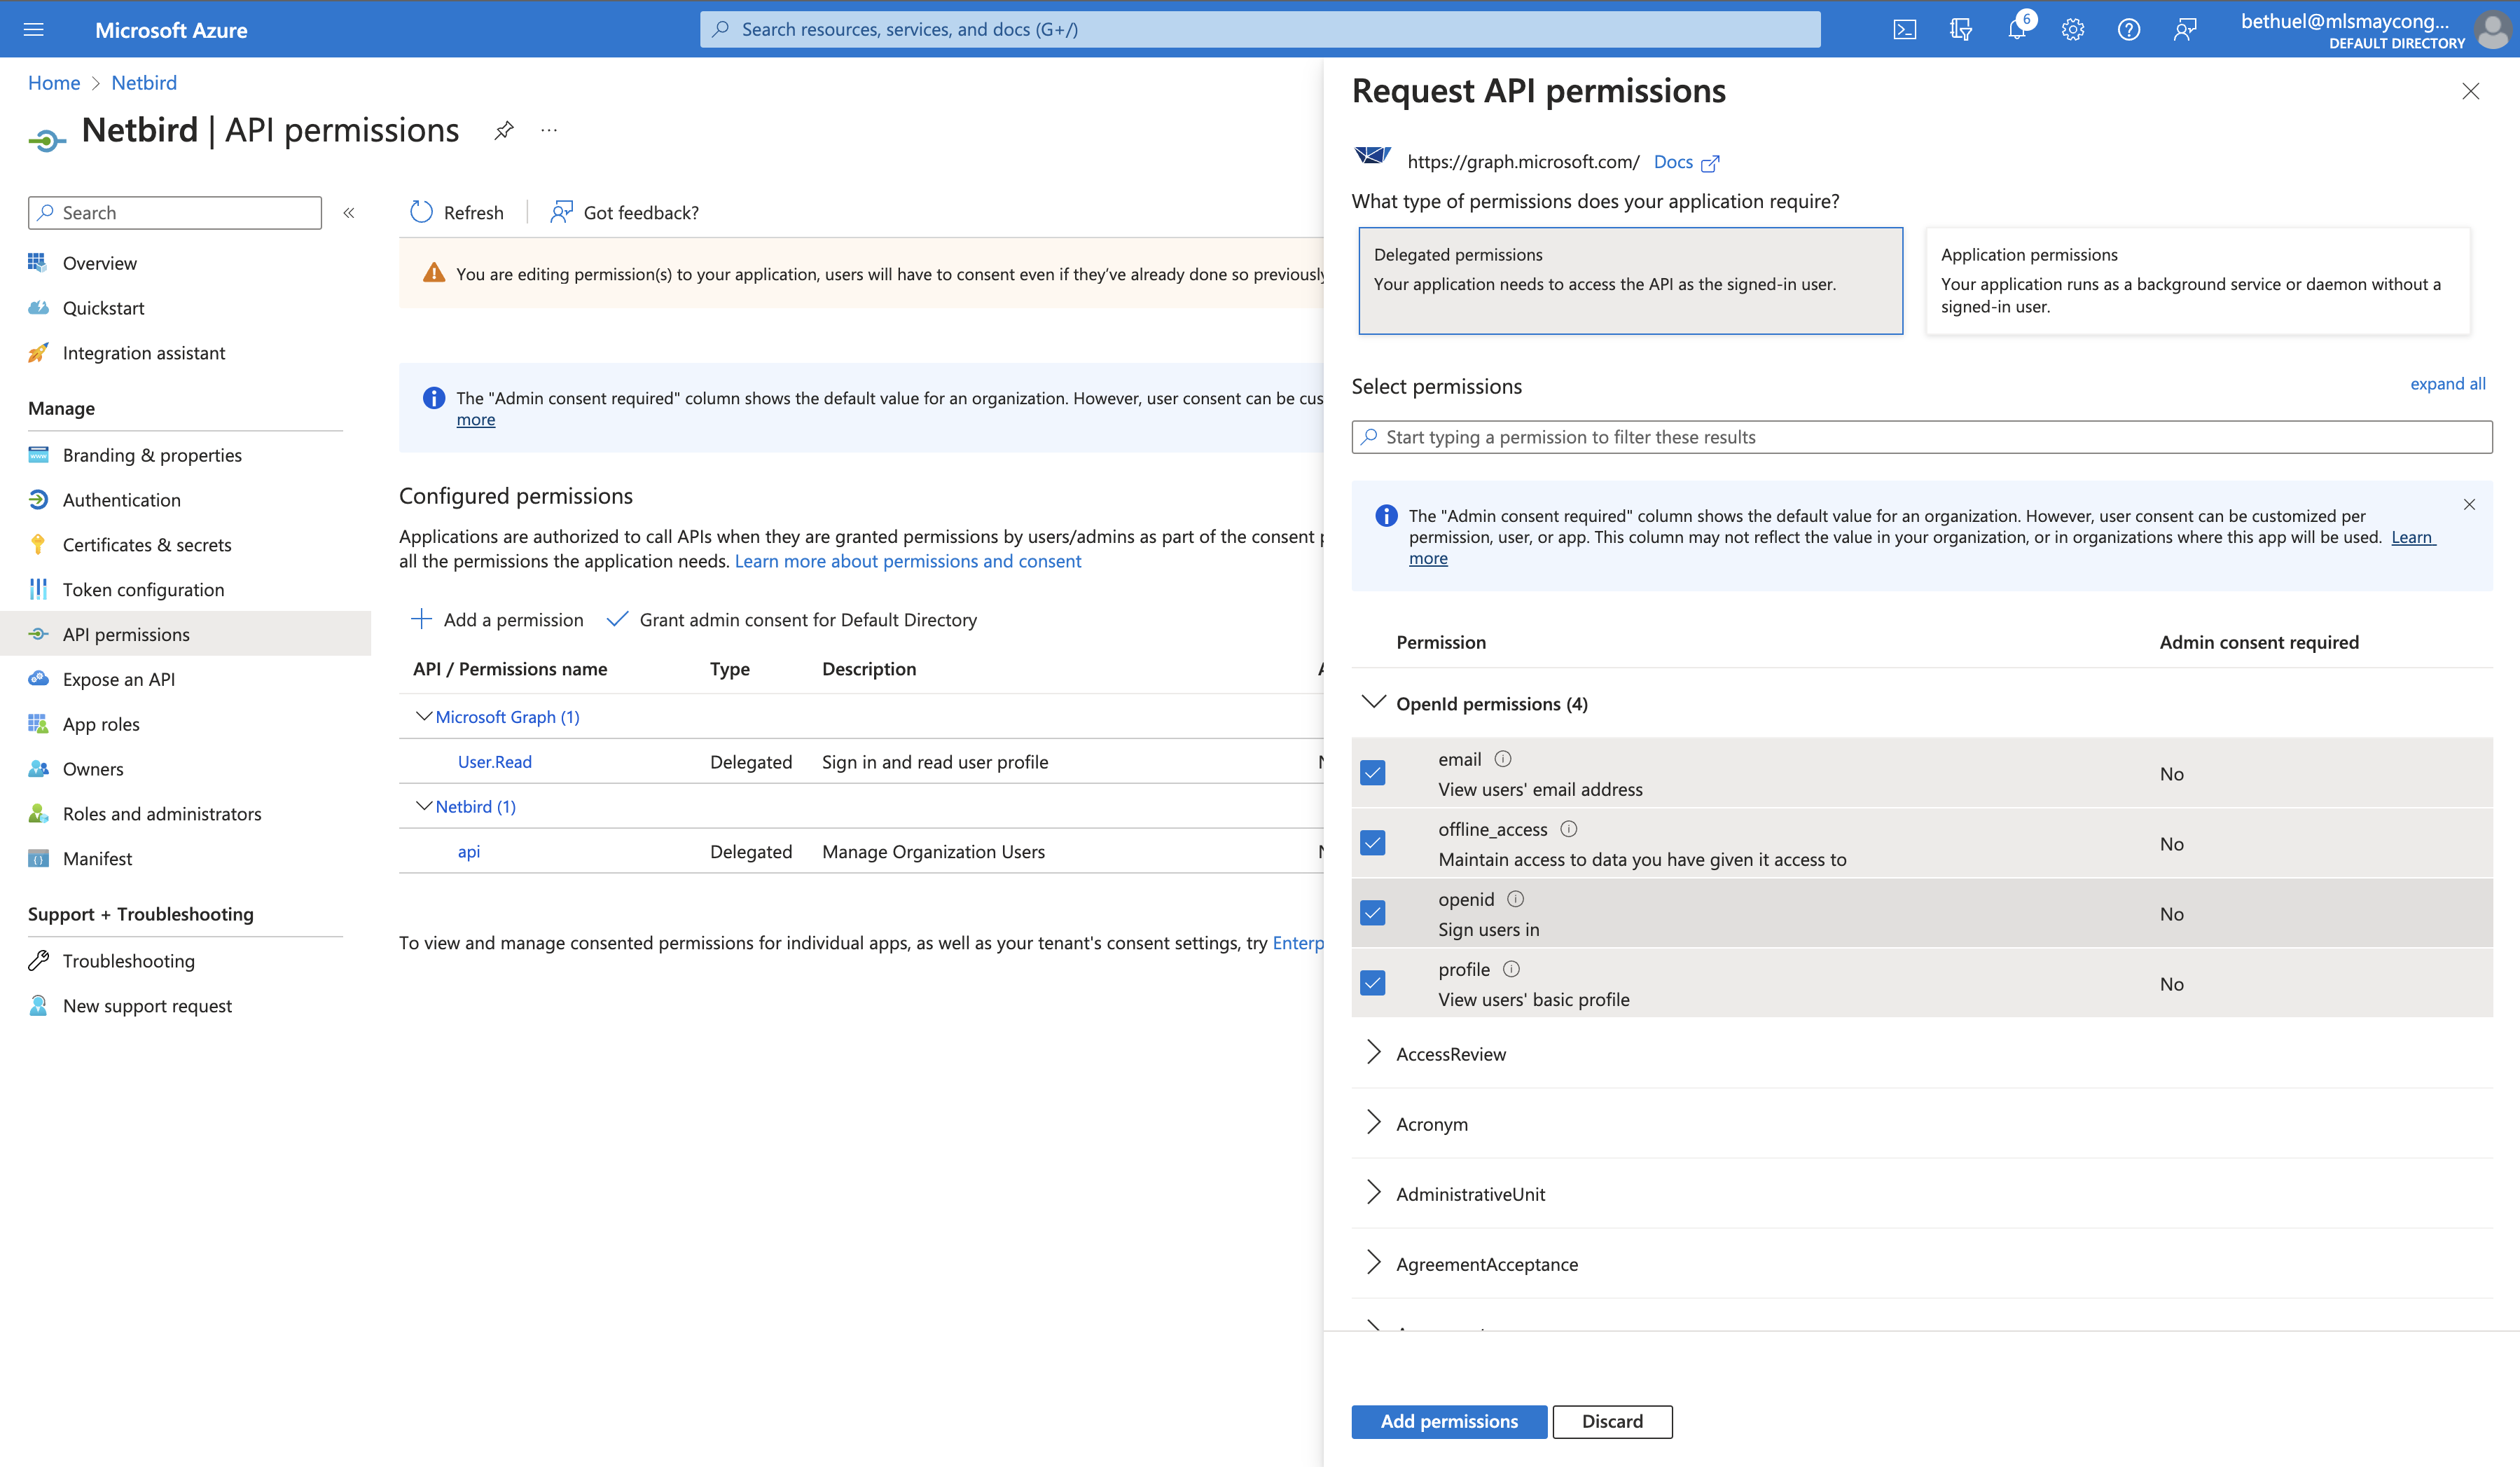 Microsoft Azure
Search resources, services, and docs (G+/)
6
bethuel@mlsmaycong...
DEFAULT DIRECTORY
Home > Netbird
Netbird | API permissions
...
Search
«
Overview
Quickstart
Integration assistant
Manage
Branding & properties
Authentication
Certificates & secrets
Token configuration
API permissions
Expose an API
App roles
Owners
Roles and administrators
Manifest
Support + Troubleshooting
Troubleshooting
New support request
Refresh
Got feedback?
You are editing permission(s) to your application, users will have to consent even if they've already done so previously
The "Admin consent required" column shows the default value for an organization. However, user consent can be cus
more
Configured permissions
Applications are authorized to call APIs when they are granted permissions by users/admins as part of the consent
all the permissions the application needs. Learn more about permissions and consent
Add a permission
Grant admin consent for Default Directory
API / Permissions name Type Description
Microsoft Graph (1)
User.Read Delegated Sign in and read user profile
Netbird (1)
api Delegated Manage Organization Users
To view and manage consented permissions for individual apps, as well as your tenant's consent settings, try Enterp
Request API permissions
https://graph.microsoft.com/ Docs
What type of permissions does your application require?
Delegated permissions
Your application needs to access the API as the signed-in user.
Application permissions
Your application runs as a background service or daemon without a
signed-in user.
Select permissions
expand all
Start typing a permission to filter these results
The "Admin consent required" column shows the default value for an organization. However, user consent can be customized per
permission, user, or app. This column may not reflect the value in your organization, or in organizations where this app will be used. Learn
more
Permission Admin consent required
OpenId permissions (4)
email
View users' email address
No
offline_access
Maintain access to data you have given it access to
No
openid
Sign users in
No
profile
View users' basic profile
No
AccessReview
Acronym
AdministrativeUnit
AgreementAcceptance
Add permissions
Discard